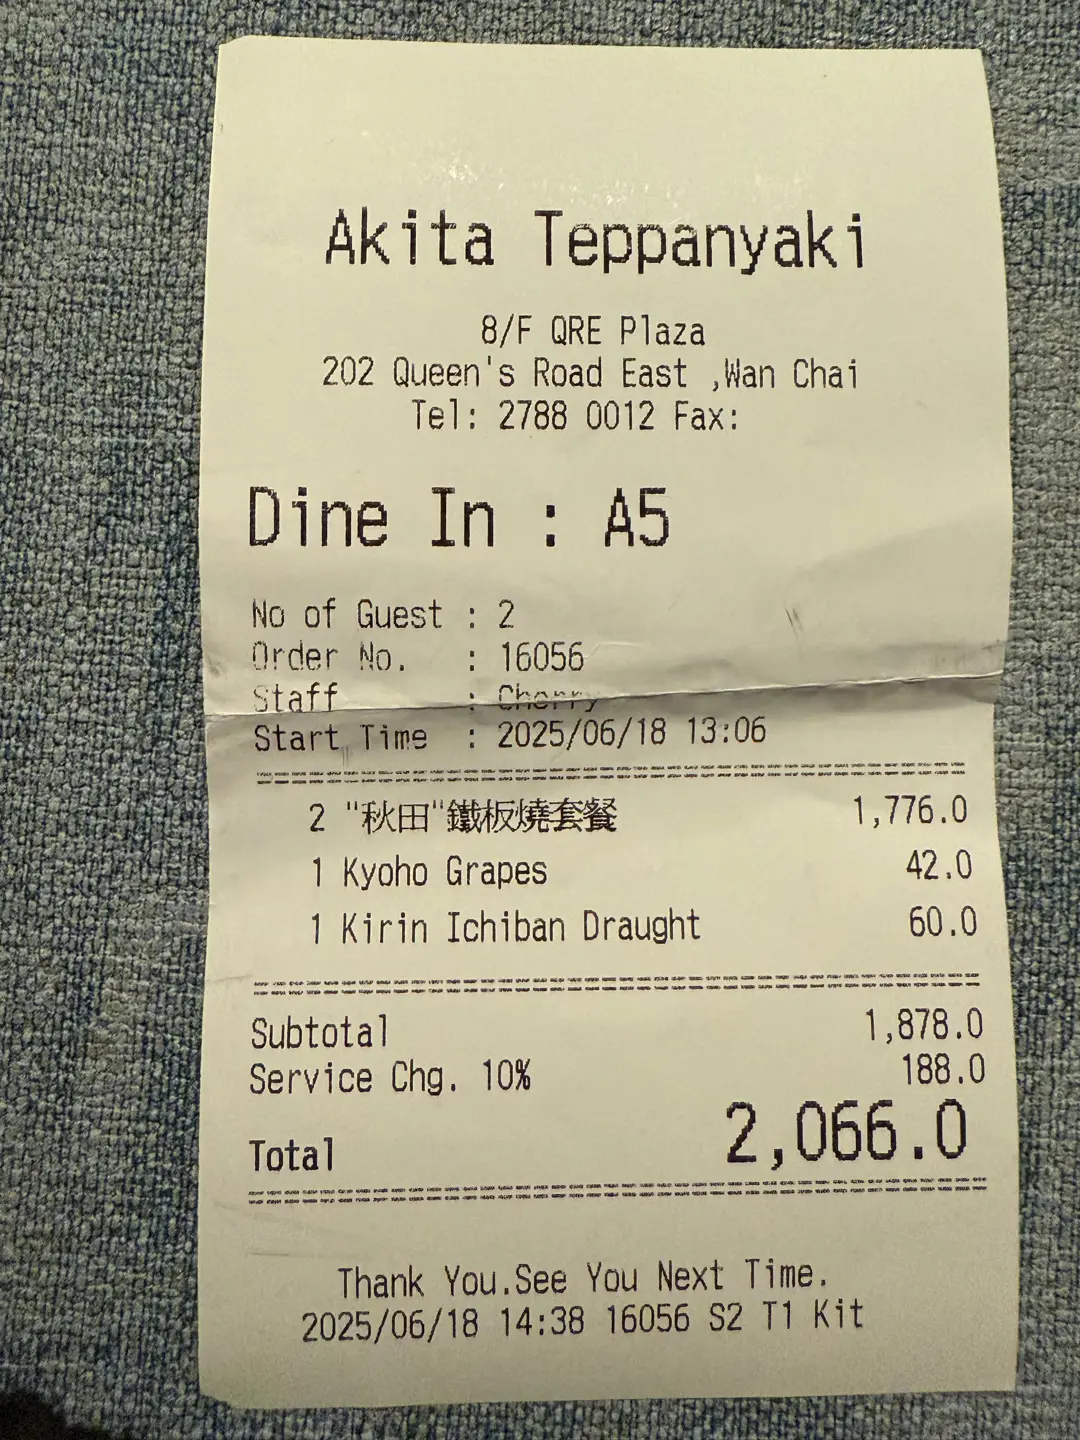 Akita Teppanyaki
8/F QRE Plaza
202 Queen's Road East ,Wan Chai
Tel: 2788 0012 Fax:
Dine In : A5
No of Guest : 2
Order No. : 16056
Staff : Cherry
Start Time : 2025/06/18 13:06
2 "秋田"鐵板燒套餐 1,776.0
1 Kyoho Grapes 42.0
1 Kirin Ichiban Draught 60.0
Subtotal 1,878.0
Service Chg. 10% 188.0
Total 2,066.0
Thank You.See You Next Time.
2025/06/18 14:38 16056 S2 T1 Kit